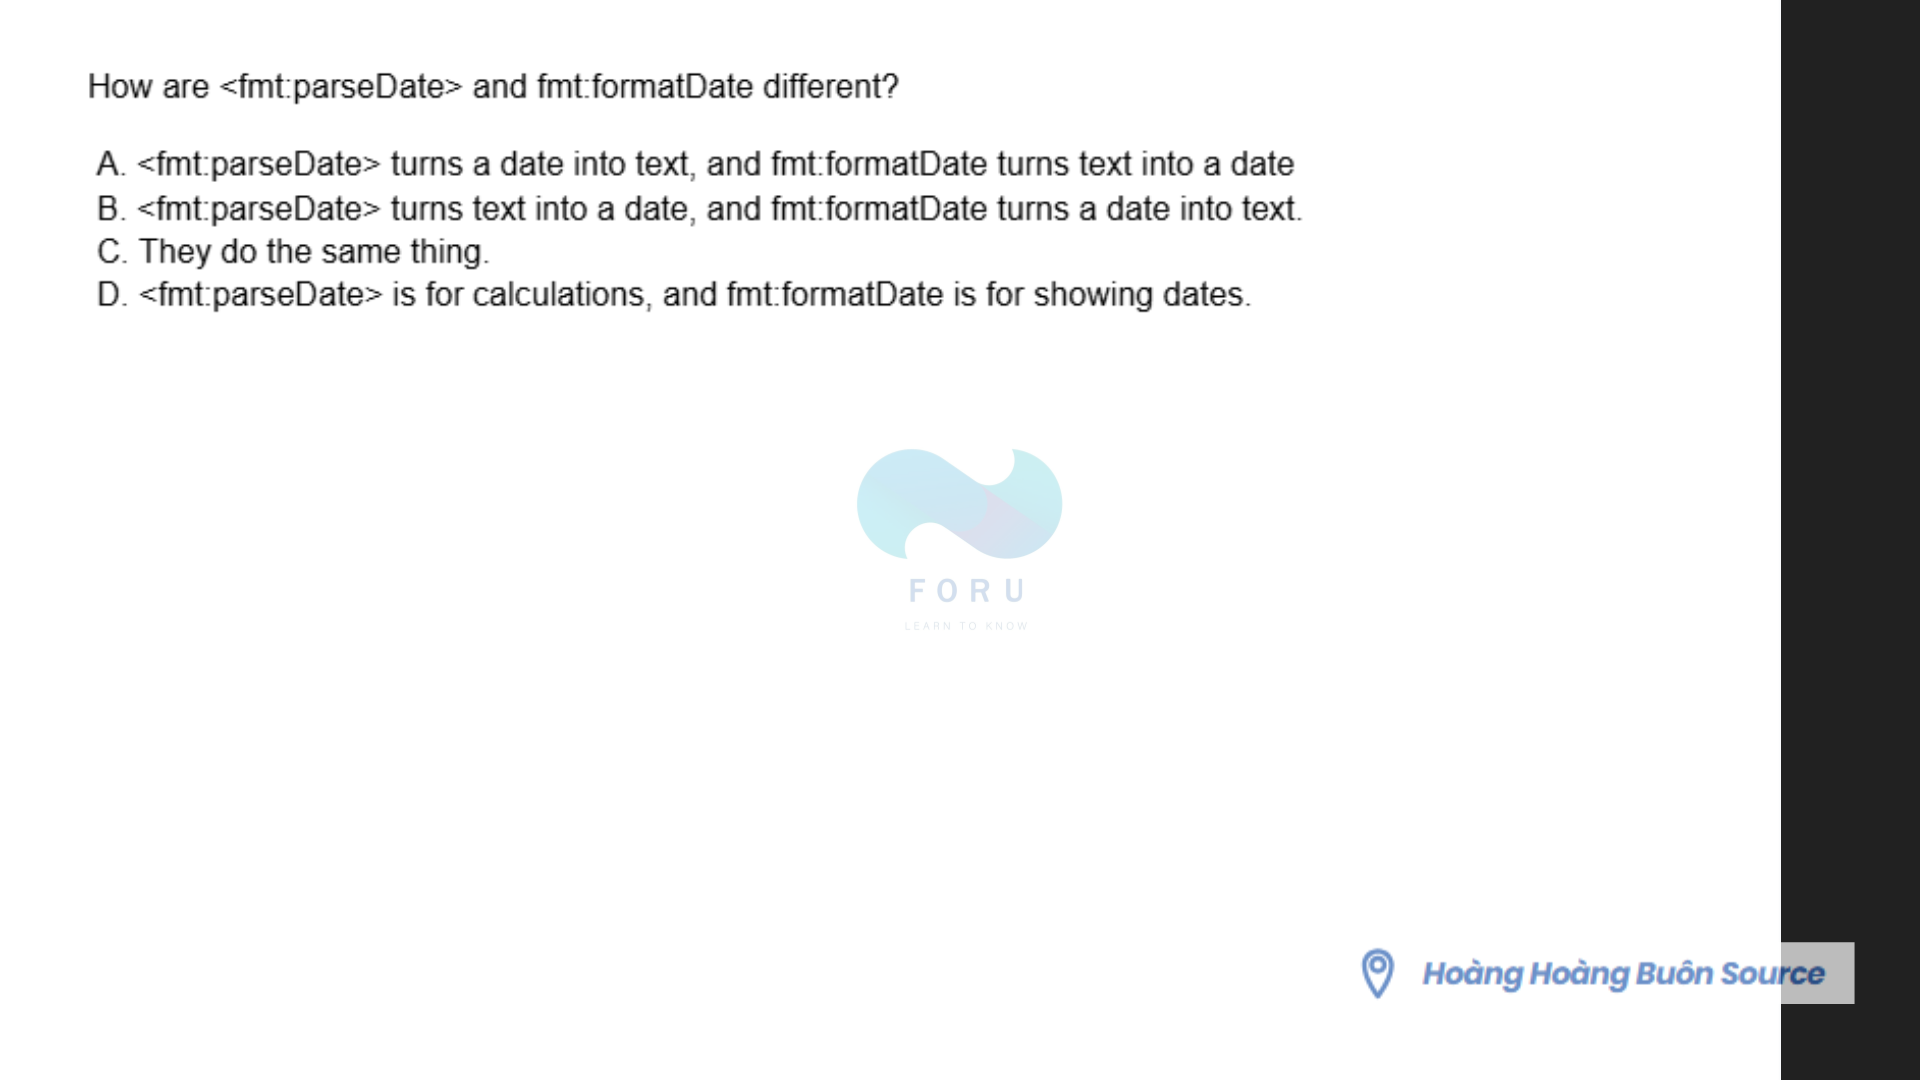 How are <fmt:parseDate> and fmt:formatDate different?
A. <fmt:parseDate> turns a date into text, and fmt:formatDate turns text into a date
B. <fmt:parseDate> turns text into a date, and fmt:formatDate turns a date into text.
C. They do the same thing.
D. <fmt:parseDate> is for calculations, and fmt:formatDate is for showing dates.
FORU
LEARN TO KNOW
Hoàng Hoàng Buôn Source